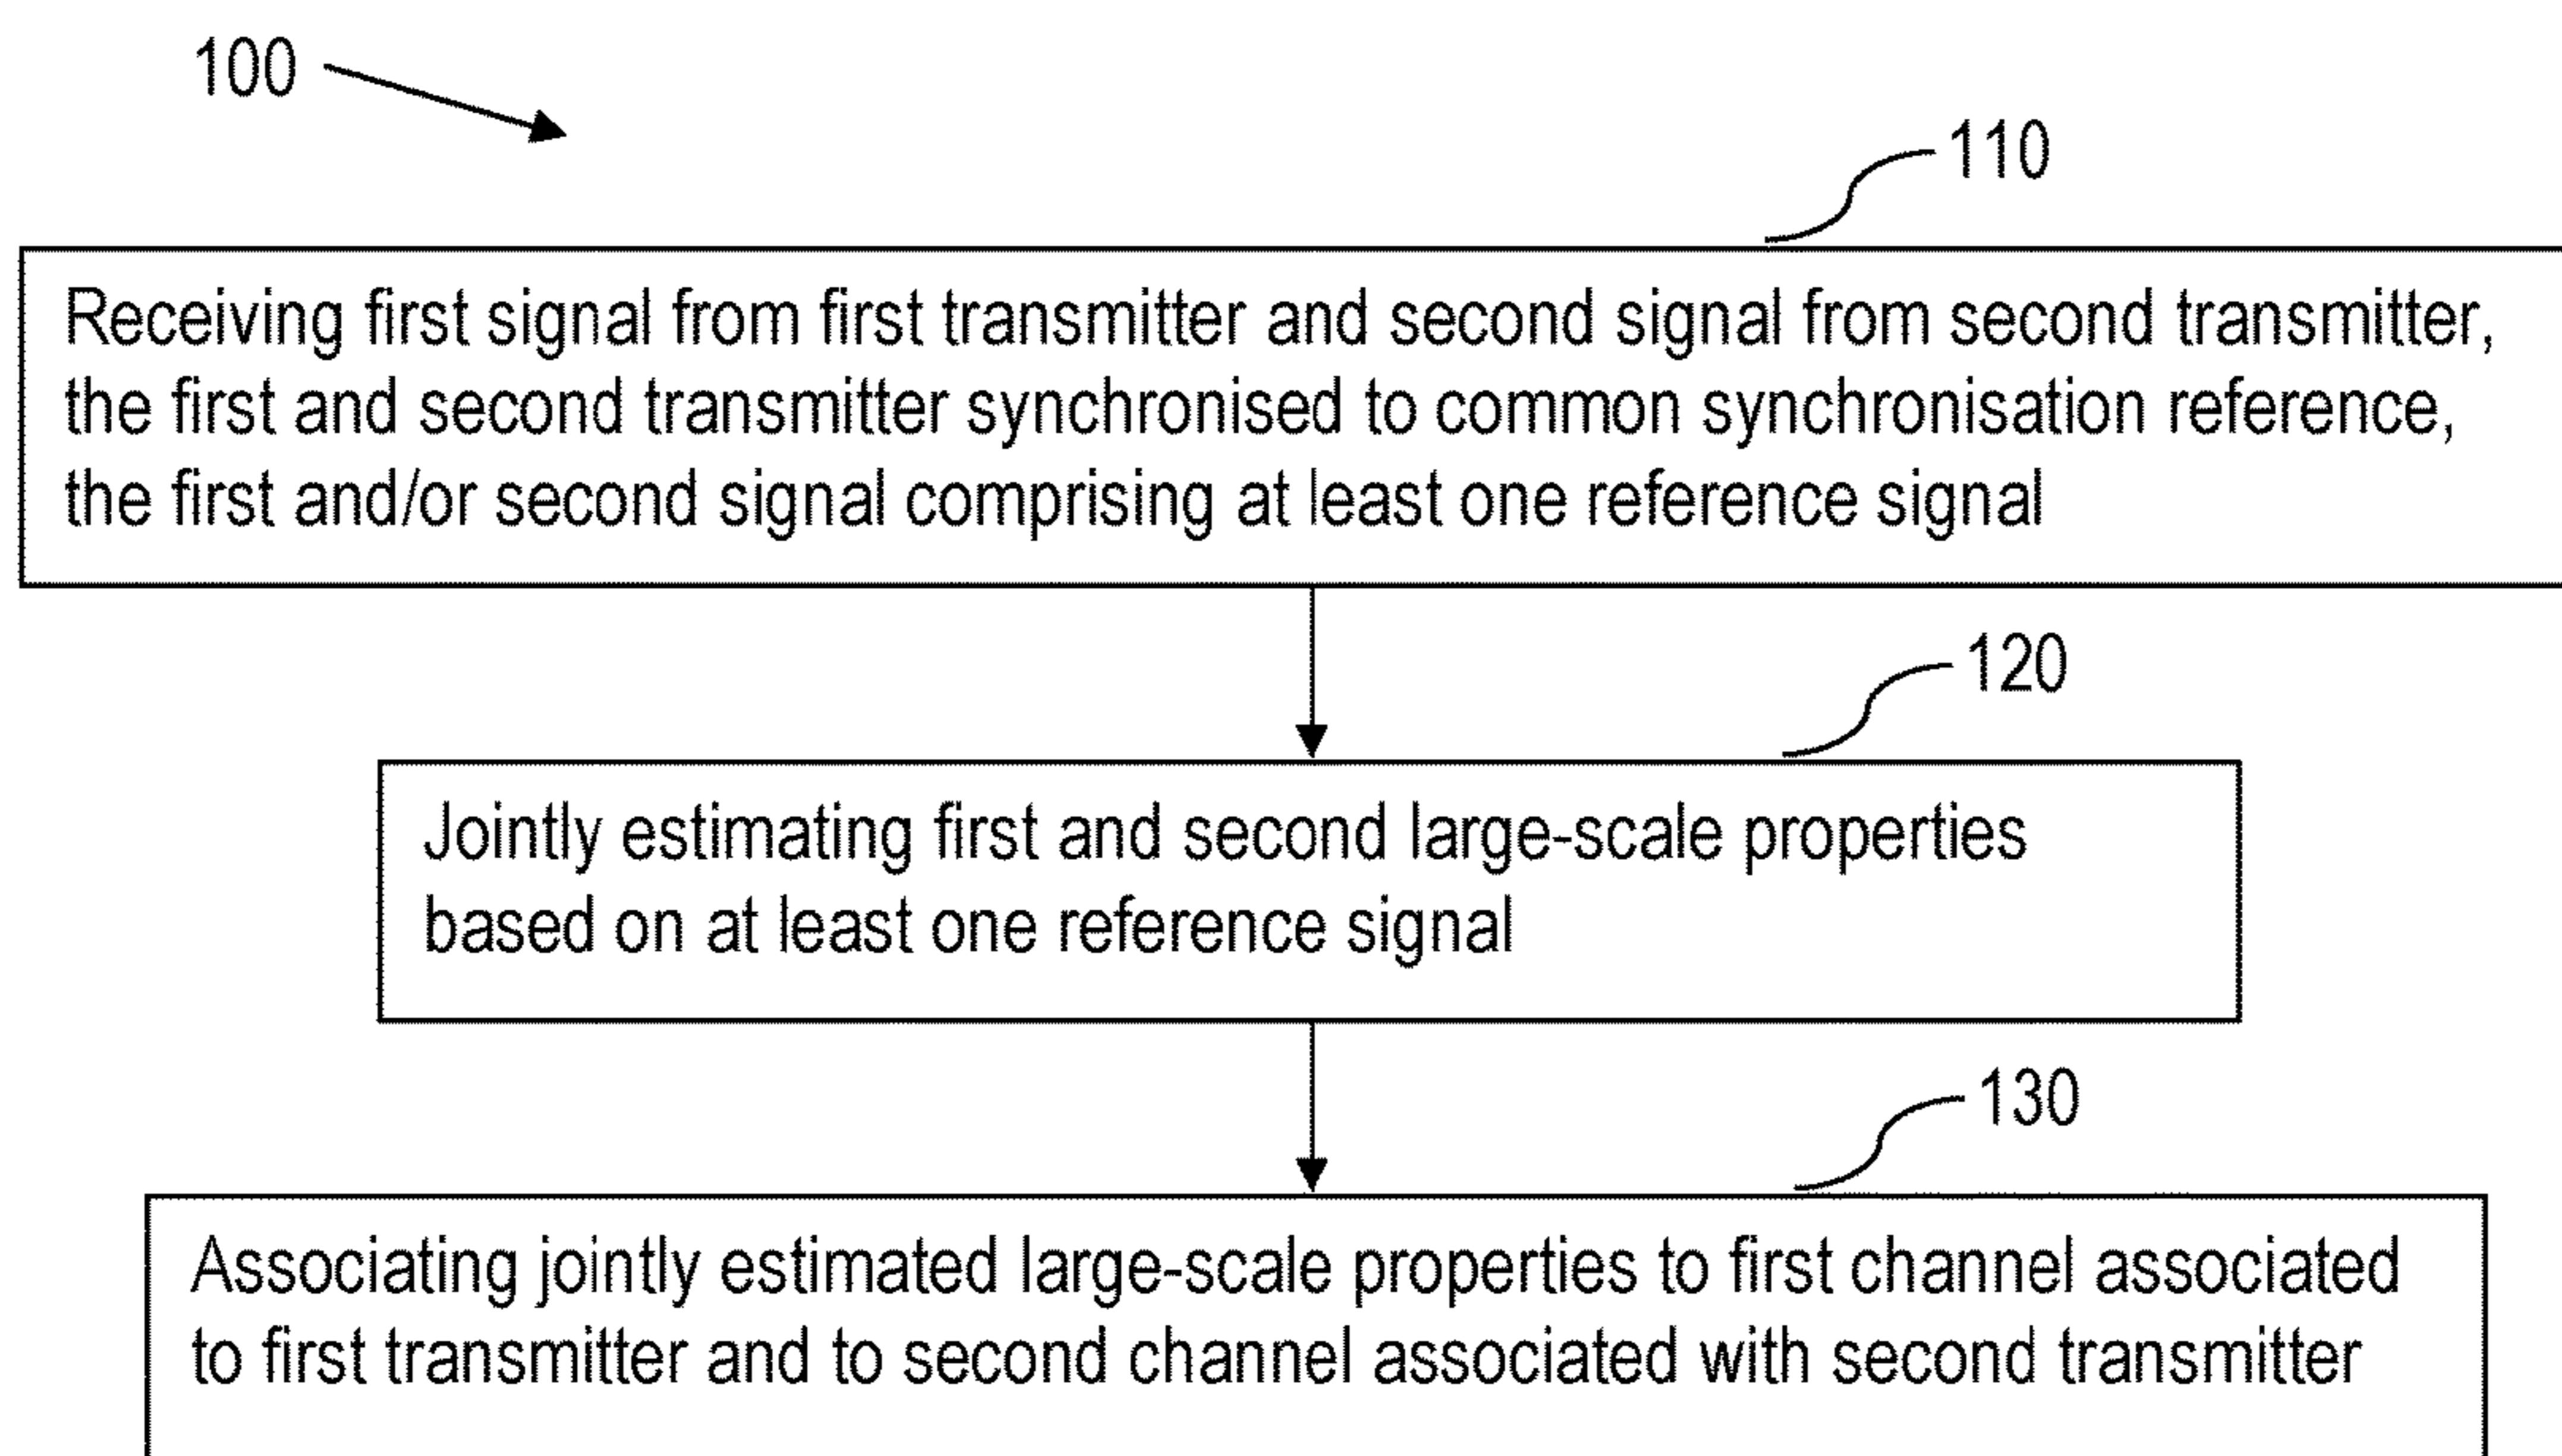 100
110
Receiving first signal from first transmitter and second signal from second transmitter,
the first and second transmitter synchronised to common synchronisation reference,
the first and/or second signal comprising at least one reference signal
120
Jointly estimating first and second large-scale properties
based on at least one reference signal
130
Associating jointly estimated large-scale properties to first channel associated
to first transmitter and to second channel associated with second transmitter